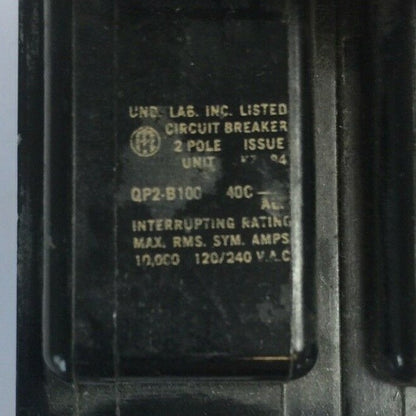 UND. LAB. INC. LISTED
CIRCUIT BREAKER
2 POLE ISSUE
UNIT
QP2-B100 40C
INTERRUPTING RATING
MAX. RMS. SYM. AMPS
10,000 120/240 V.A.C